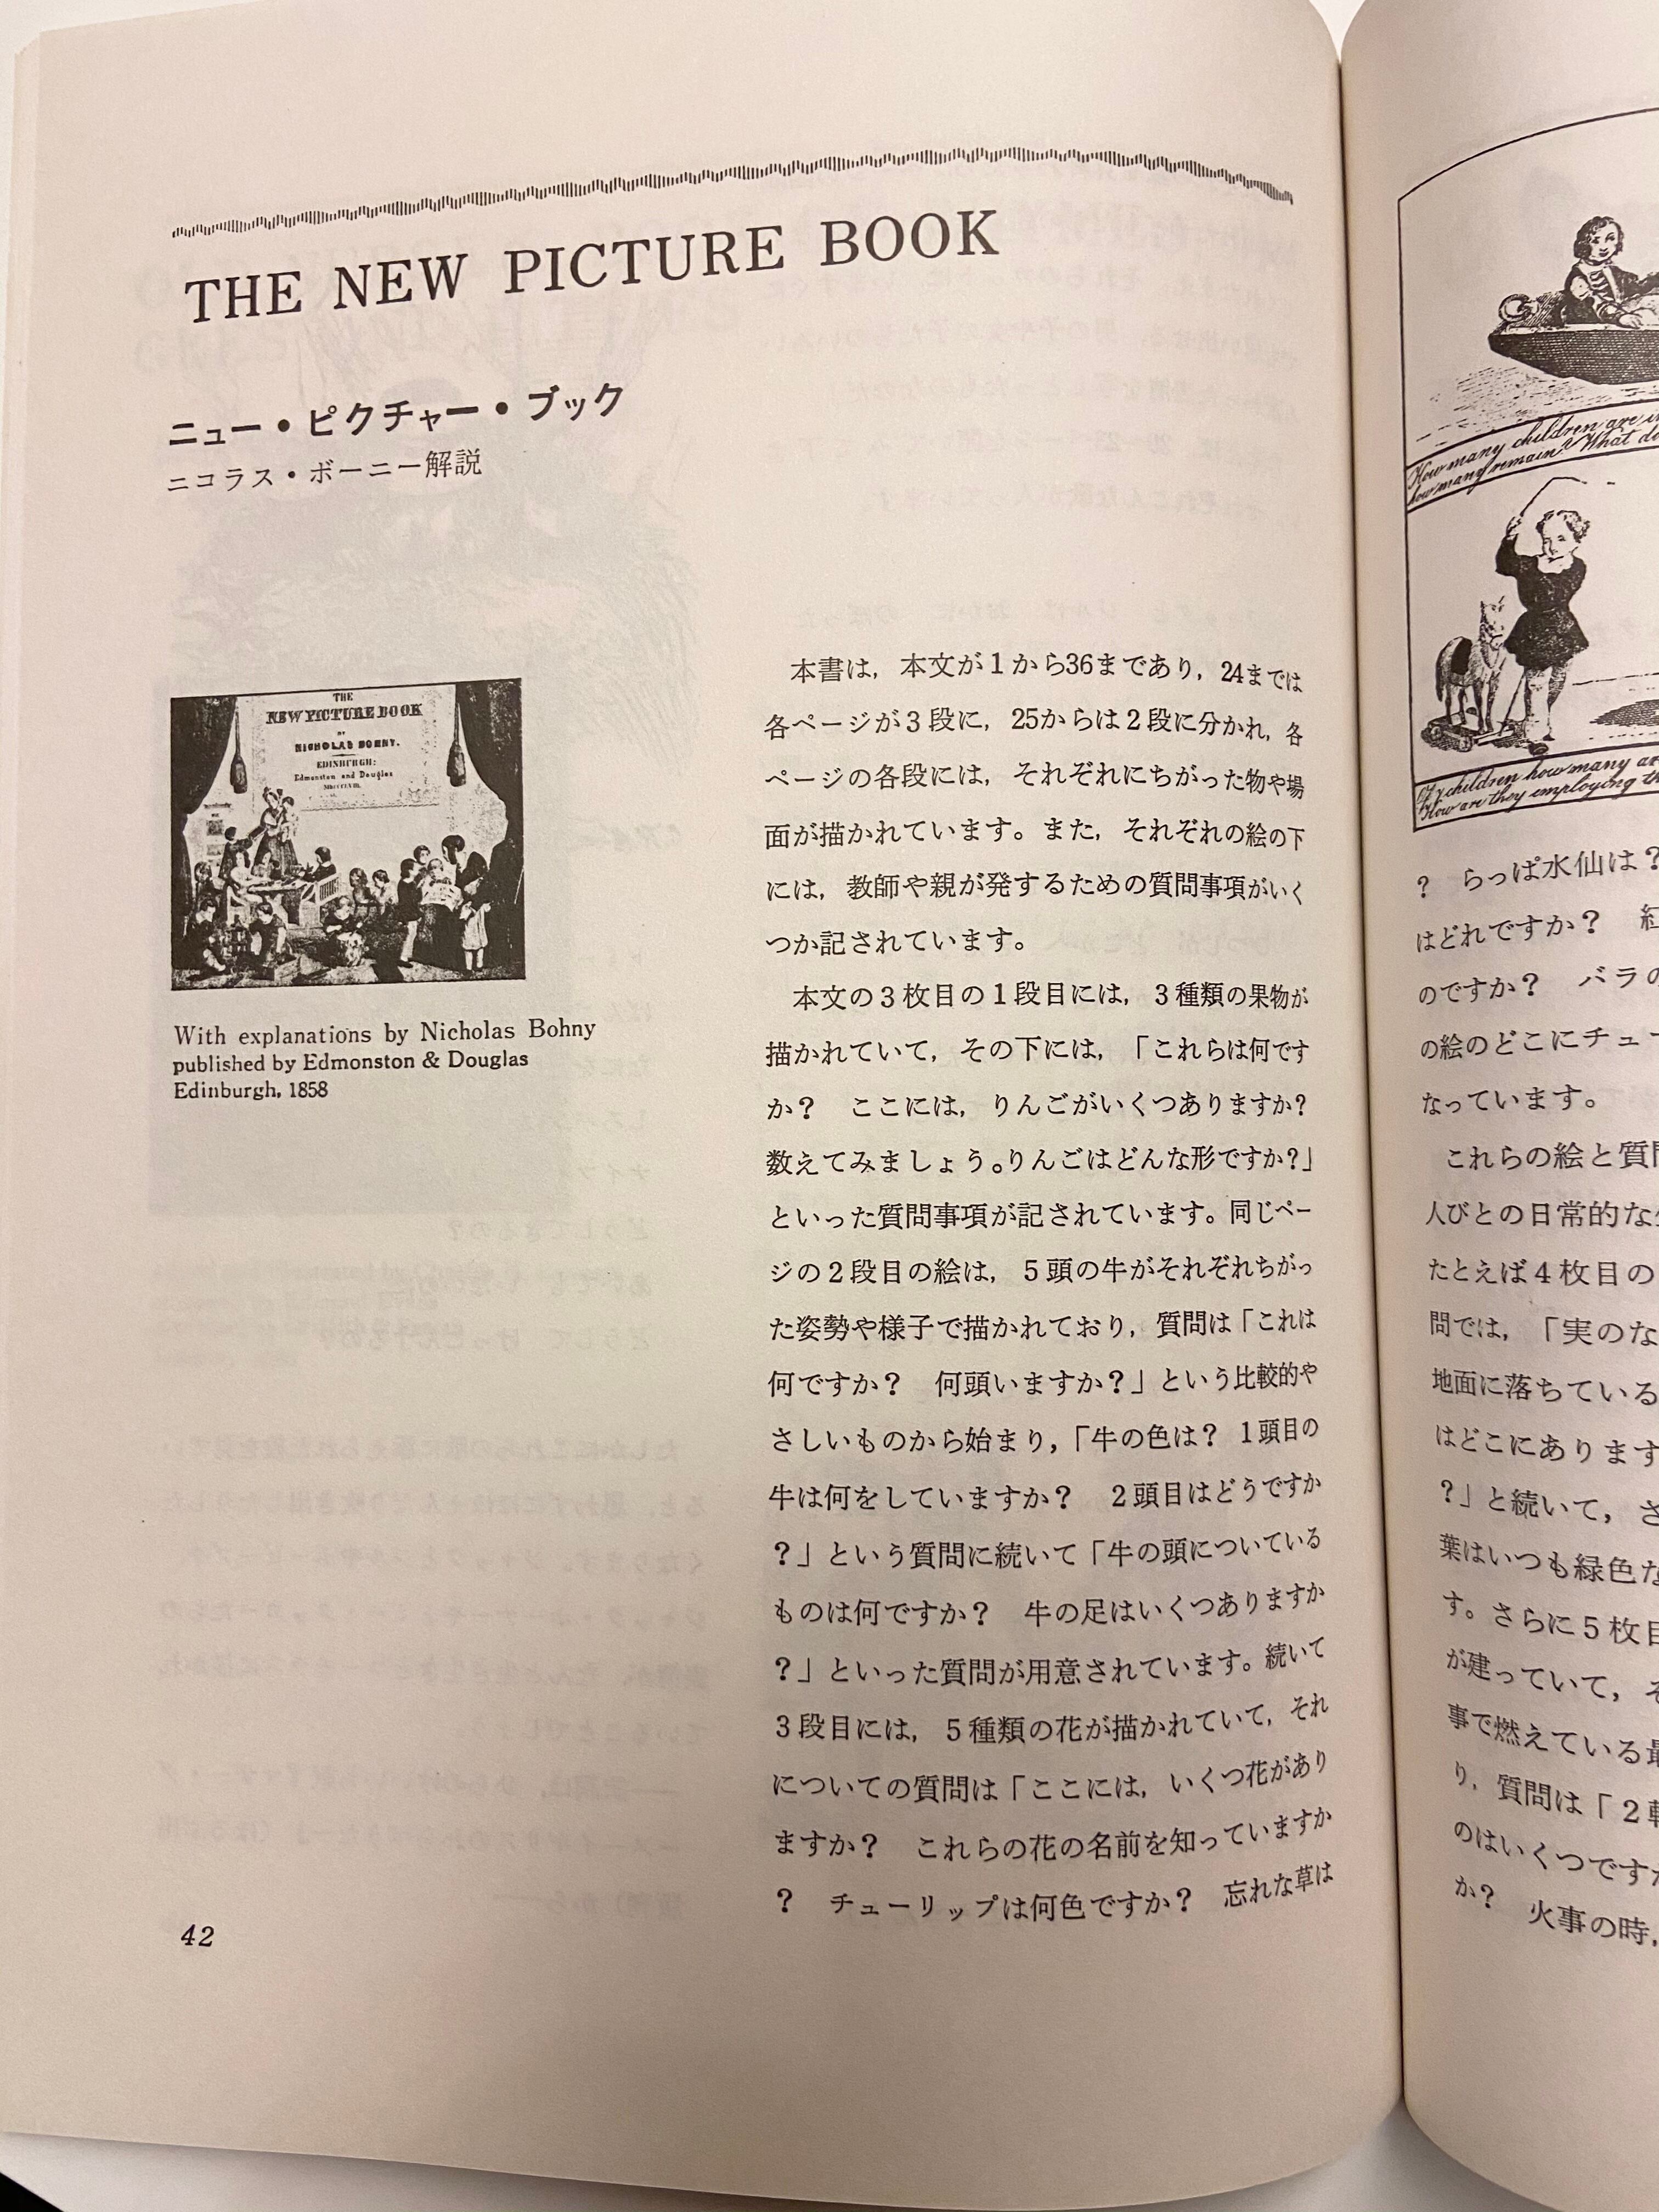 THE NEW PICTURE BOOK
ニュー・ピクチャー・ブック
ニコラス・ボーニー解説
THE
NEW PICTURE BOOK
BY
NICHOLAS BOHNY.
EDINBURGH:
Edmonston and Douglas
With explanations by Nicholas Bohny
published by Edmonston & Douglas
Edinburgh, 1858
本書は，本文が1から36まであり，24までは
各ページが3段に，25からは2段に分かれ，各
ページの各段には，それぞれにちがった物や場
面が描かれています。また，それぞれの絵の下
には，教師や親が発するための質問事項がいく
つか記されています。
本文の3枚目の1段目には，3種類の果物が
描かれていて，その下には，「これらは何です
か？　ここには，りんごがいくつありますか？
数えてみましょう。りんごはどんな形ですか？」
といった質問事項が記されています。同じペー
ジの2段目の絵は，5頭の牛がそれぞれちがっ
た姿勢や様子で描かれており，質問は「これは
何ですか？　何頭いますか？」という比較的や
さしいものから始まり，「牛の色は？　1頭目の
牛は何をしていますか？　2頭目はどうですか
？」という質問に続いて「牛の頭についている
ものは何ですか？　牛の足はいくつありますか
？」といった質問が用意されています。続いて
3段目には，5種類の花が描かれていて，それ
についての質問は「ここには，いくつ花があり
ますか？　これらの花の名前を知っていますか
？　チューリップは何色ですか？　忘れな草は
42
How many children are
how many remain? What
Of 7 children how many
How are they employing
？　らっぱ水仙は？
はどれですか？　紅
のですか？　バラの
の絵のどこにチュー
なっています。
これらの絵と質問
人びとの日常的な
たとえば4枚目の
問では，「実のな
地面に落ちている
はどこにあります
？」と続いて，さ
葉はいつも緑色な
す。さらに5枚目
が建っていて，そ
事で燃えている最
り，質問は「2軒
のはいくつですか
か？　火事の時，